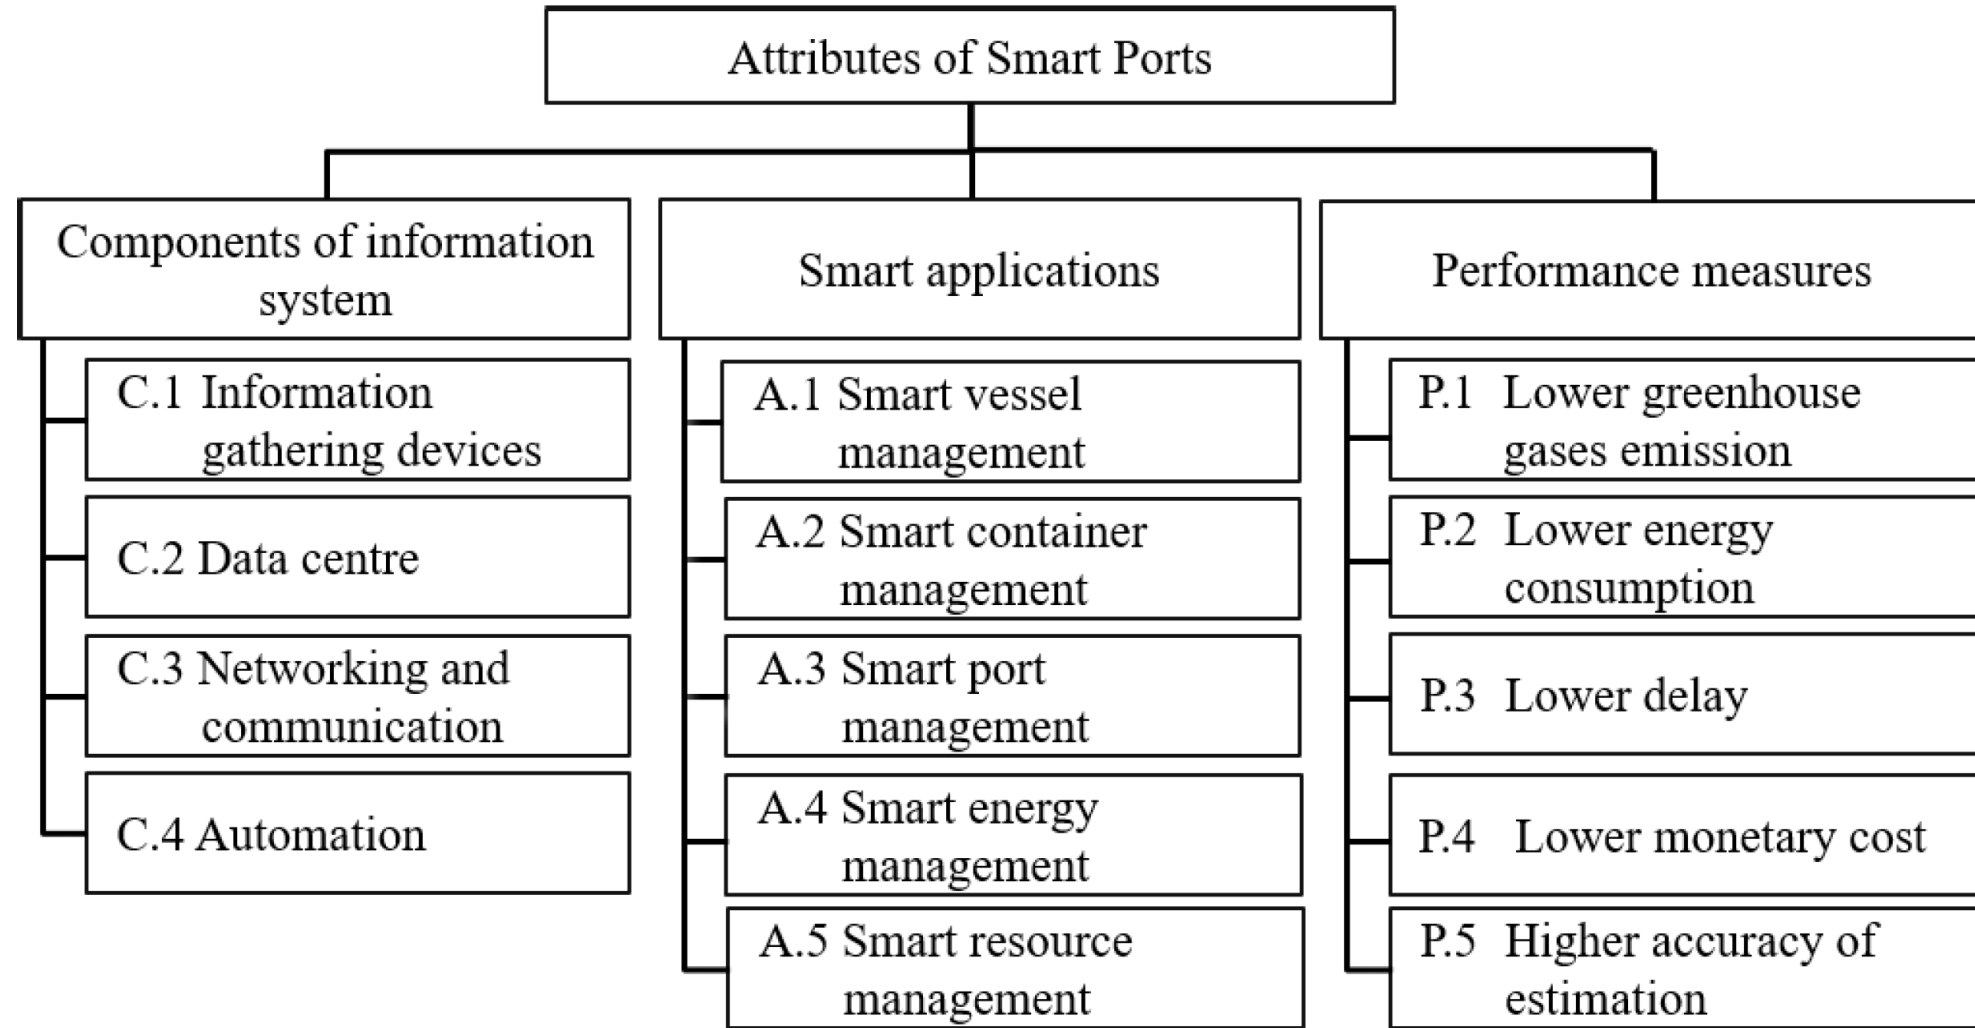 Attributes of Smart Ports
Components of information
system
C.1 Information
gathering devices
C.2 Data centre
C.3 Networking and
communication
C.4 Automation
Smart applications
A.1 Smart vessel
management
A.2 Smart container
management
A.3 Smart port
management
A.4 Smart energy
management
A.5 Smart resource
management
Performance measures
P.1 Lower greenhouse
gases emission
P.2 Lower energy
consumption
P.3 Lower delay
P.4 Lower monetary cost
P.5 Higher accuracy of
estimation